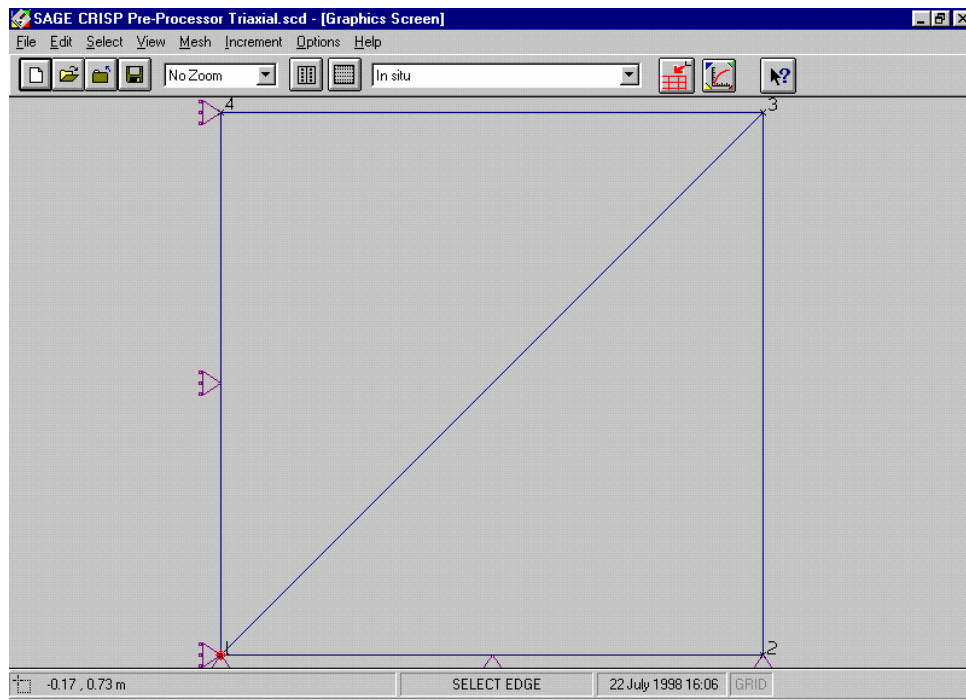 SAGE CRISP Pre-Processor Triaxial.scd - [Graphics Screen]
File Edit Select View Mesh Increment Options Help
No Zoom In situ
4 3
1 2
-0.17 , 0.73 m SELECT EDGE 22 July 1998 16:06 GRID